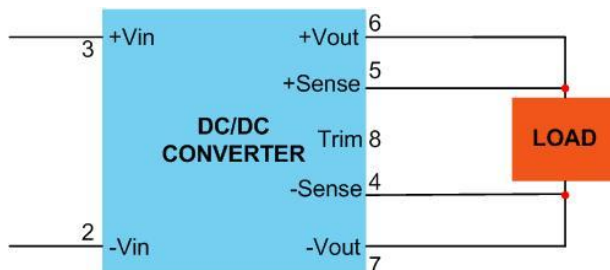 6
3 +Vin +Vout
5
+Sense
DC/DC
CONVERTER
Trim 8
LOAD
4
-Sense
2
-Vin -Vout
7